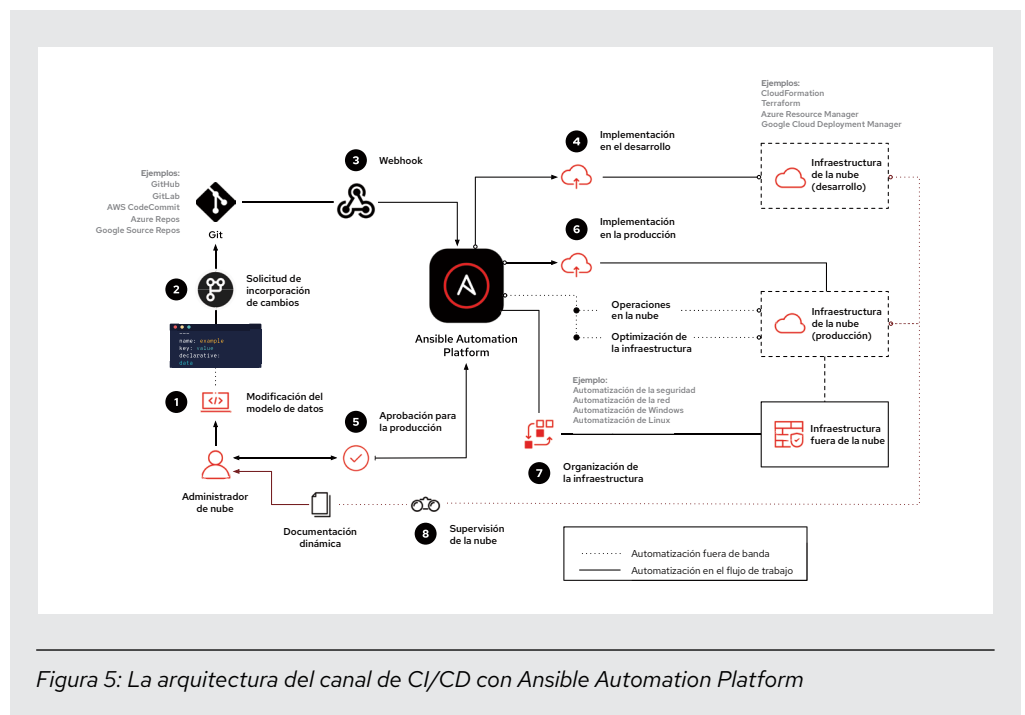 Ejemplos:
CloudFormation
Terraform
Azure Resource Manager
Google Cloud Deployment Manager
4
Implementación
en el desarrollo
3
Webhook
Infraestructura
de la nube
(desarrollo)
Ejemplos:
GitHub
GitLab
AWS CodeCommit
Azure Repos
Google Source Repos
Git
6
Implementación
en la producción
2
Solicitud de
incorporación
de cambios
Operaciones
en la nube
Optimización de
la infraestructura
Infraestructura
de la nube
(producción)
---
name: example
key: value
declarative:
data
Ansible Automation
Platform
1
Modificación del
modelo de datos
Ejemplo:
Automatización de la seguridad
Automatización de la red
Automatización de Windows
Automatización de Linux
5
Aprobación para
la producción
Infraestructura
fuera de la nube
7
Organización de
la infraestructura
Administrador
de nube
Documentación
dinámica
8
Supervisión
de la nube
Automatización fuera de banda
Automatización en el flujo de trabajo
Figura 5: La arquitectura del canal de CI/CD con Ansible Automation Platform